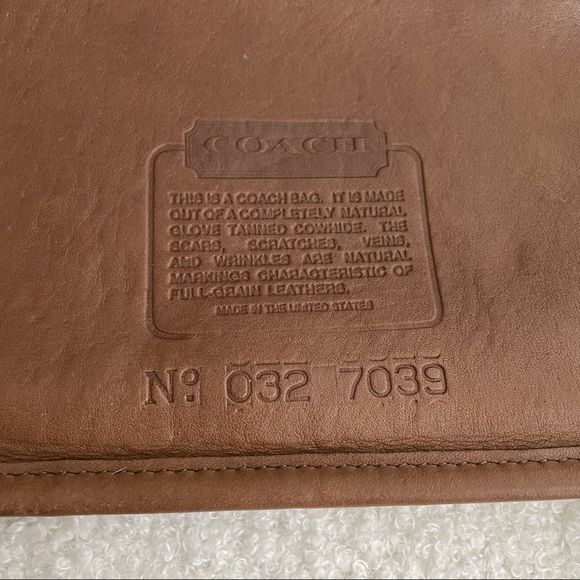 COACH
THIS IS A COACH BAG. IT IS MADE
OUT OF A COMPLETELY NATURAL
GLOVE TANNED COWHIDE. THE
SCARS, SCRATCHES, VEINS,
AND WRINKLES ARE NATURAL
MARKINGS CHARACTERISTIC OF
FULL-GRAIN LEATHERS.
MADE IN THE UNITED STATES
No: 032 7039